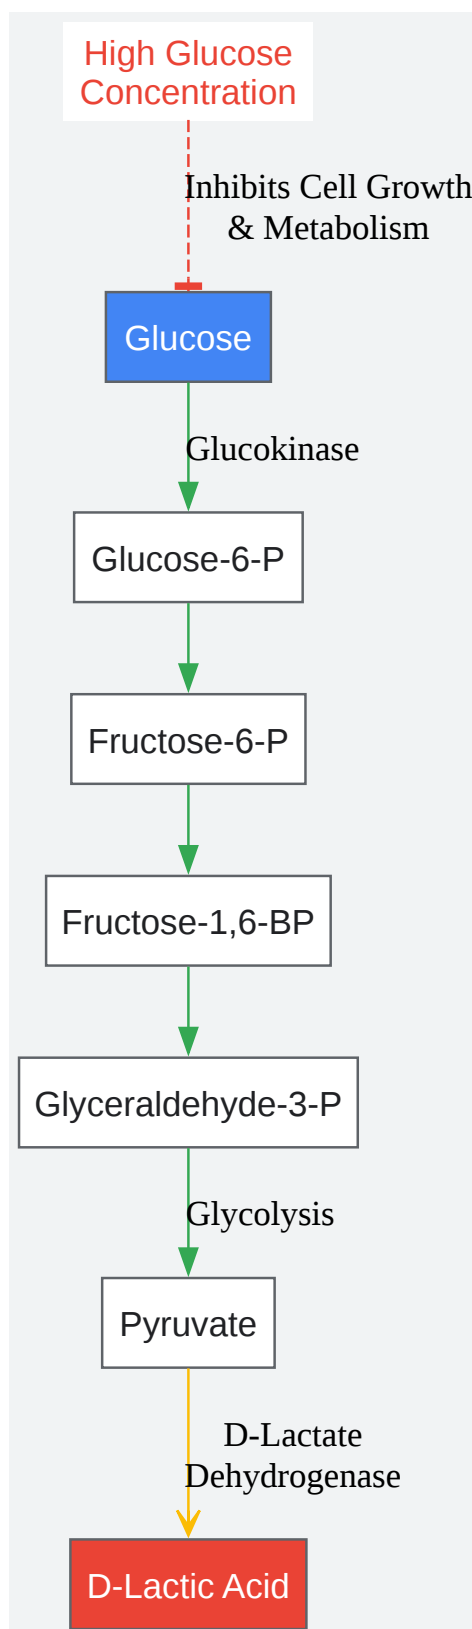 High Glucose
Concentration
Inhibits Cell Growth
& Metabolism
Glucose
Glucokinase
Glucose-6-P
Fructose-6-P
Fructose-1,6-BP
Glyceraldehyde-3-P
Glycolysis
Pyruvate
D-Lactate
Dehydrogenase
D-Lactic Acid